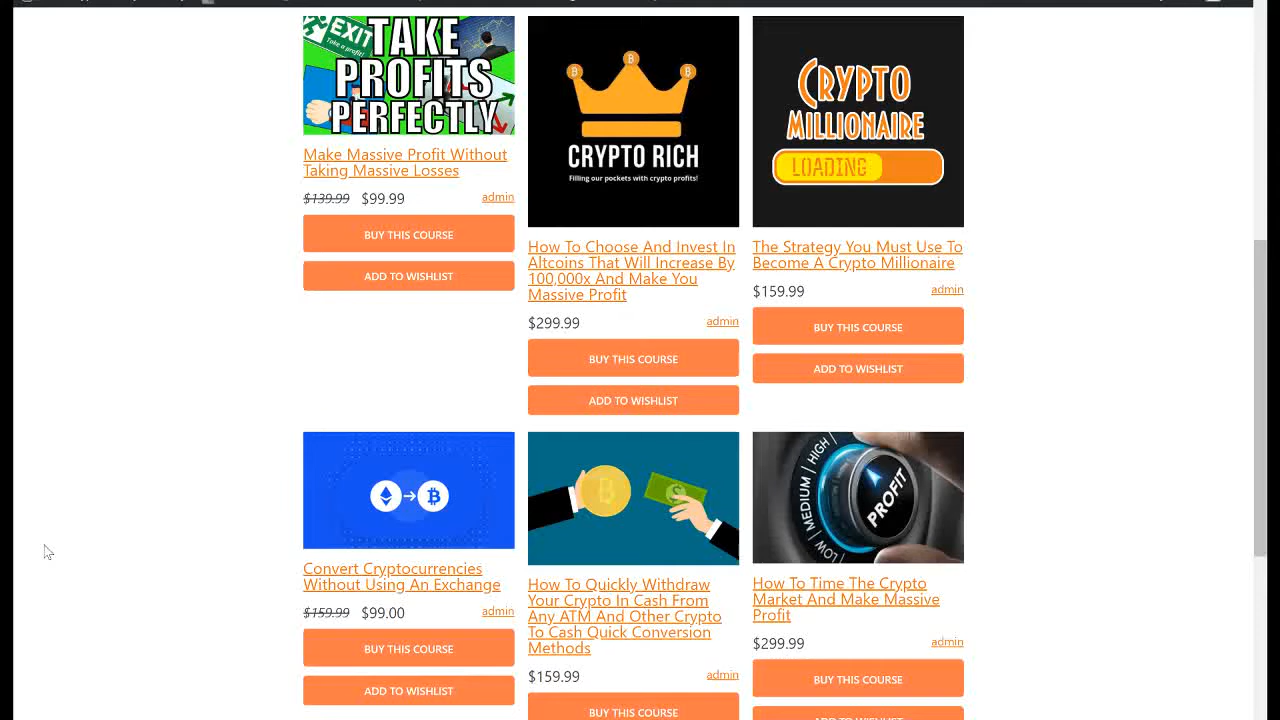 EXIT
Take a profit!
TAKE
PROFITS
PERFECTLY
Make Massive Profit Without
Taking Massive Losses
$139.99 $99.99
admin
BUY THIS COURSE
ADD TO WISHLIST
CRYPTO RICH
Filling our pockets with crypto profits!
How To Choose And Invest In
Altcoins That Will Increase By
100,000x And Make You
Massive Profit
$299.99
admin
BUY THIS COURSE
ADD TO WISHLIST
CRYPTO
MILLIONAIRE
LOADING
The Strategy You Must Use To
Become A Crypto Millionaire
$159.99
admin
BUY THIS COURSE
ADD TO WISHLIST
Convert Cryptocurrencies
Without Using An Exchange
$159.99 $99.00
admin
BUY THIS COURSE
ADD TO WISHLIST
How To Quickly Withdraw
Your Crypto In Cash From
Any ATM And Other Crypto
To Cash Quick Conversion
Methods
$159.99
admin
BUY THIS COURSE
LOW | MEDIUM | HIGH
PROFIT
How To Time The Crypto
Market And Make Massive
Profit
$299.99
admin
BUY THIS COURSE
ADD TO WISHLIST